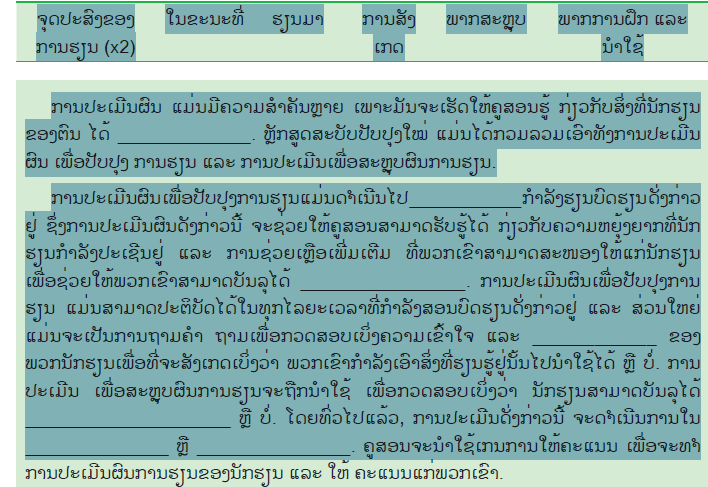 ຈຸດປະສົງຂອງ ໃນຂະນະທີ່ ຮຽນມາ ການສັງ ພາກສະຫຼຸບ ພາກການຝຶກ ແລະ
ການຮຽນ (x2) ເກດ ນຳໃຊ້
ການປະເມີນຜົນ ແມ່ນມີຄວາມສຳຄັນຫຼາຍ ເພາະມັນຈະເຮັດໃຫ້ຄູສອນຮູ້ ກ່ຽວກັບສິ່ງທີ່ນັກຮຽນ
ຂອງຕົນ ໄດ້ _____________. ຫຼັກສູດສະບັບປັບປຸງໃໝ່ ແມ່ນໄດ້ກວມລວມເອົາທັງການປະເມີນ
ຜົນ ເພື່ອປັບປຸງ ການຮຽນ ແລະ ການປະເມີນເພື່ອສະຫຼຸບຜົນການຮຽນ.
ການປະເມີນຜົນເພື່ອປັບປຸງການຮຽນແມ່ນດຳເນີນໄປ___________ກຳລັງຮຽນບົດຮຽນດັ່ງກ່າວ
ຢູ່ ຊຶ່ງການປະເມີນຜົນດັ່ງກ່າວນີ້ ຈະຊ່ວຍໃຫ້ຄູສອນສາມາດຮັບຮູ້ໄດ້ ກ່ຽວກັບຄວາມຫຍຸ້ງຍາກທີ່ນັກ
ຮຽນກຳລັງປະເຊີນຢູ່ ແລະ ການຊ່ວຍເຫຼືອເພີ່ມເຕີມ ທີ່ພວກເຂົາສາມາດສະໜອງໃຫ້ແກ່ນັກຮຽນ
ເພື່ອຊ່ວຍໃຫ້ພວກເຂົາສາມາດບັນລຸໄດ້ ________________. ການປະເມີນຜົນເພື່ອປັບປຸງການ
ຮຽນ ແມ່ນສາມາດປະຕິບັດໄດ້ໃນທຸກໄລຍະເວລາທີ່ກຳລັງສອນບົດຮຽນດັ່ງກ່າວຢູ່ ແລະ ສ່ວນໃຫຍ່
ແມ່ນຈະເປັນການຖາມຄຳ ຖາມເພື່ອກວດສອບເບິ່ງຄວາມເຂົ້າໃຈ ແລະ ____________ ຂອງ
ພວກນັກຮຽນເພື່ອທີ່ຈະສັງເກດເບິ່ງວ່າ ພວກເຂົາກຳລັງເອົາສິ່ງທີ່ຮຽນຮູ້ຢູ່ນັ້ນໄປນຳໃຊ້ໄດ້ ຫຼື ບໍ່. ການ
ປະເມີນ ເພື່ອສະຫຼຸບຜົນການຮຽນຈະຖືກນຳໃຊ້ ເພື່ອກວດສອບເບິ່ງວ່າ ນັກຮຽນສາມາດບັນລຸໄດ້
____________________ ຫຼື ບໍ່. ໂດຍທົ່ວໄປແລ້ວ, ການປະເມີນດັ່ງກ່າວນີ້ ຈະດຳເນີນການໃນ
______________ ຫຼື _______________. ຄູສອນຈະນຳໃຊ້ເກນການໃຫ້ຄະແນນ ເພື່ອຈະທຳ
ການປະເມີນຜົນການຮຽນຂອງນັກຮຽນ ແລະ ໃຫ້ ຄະແນນແກ່ພວກເຂົາ.